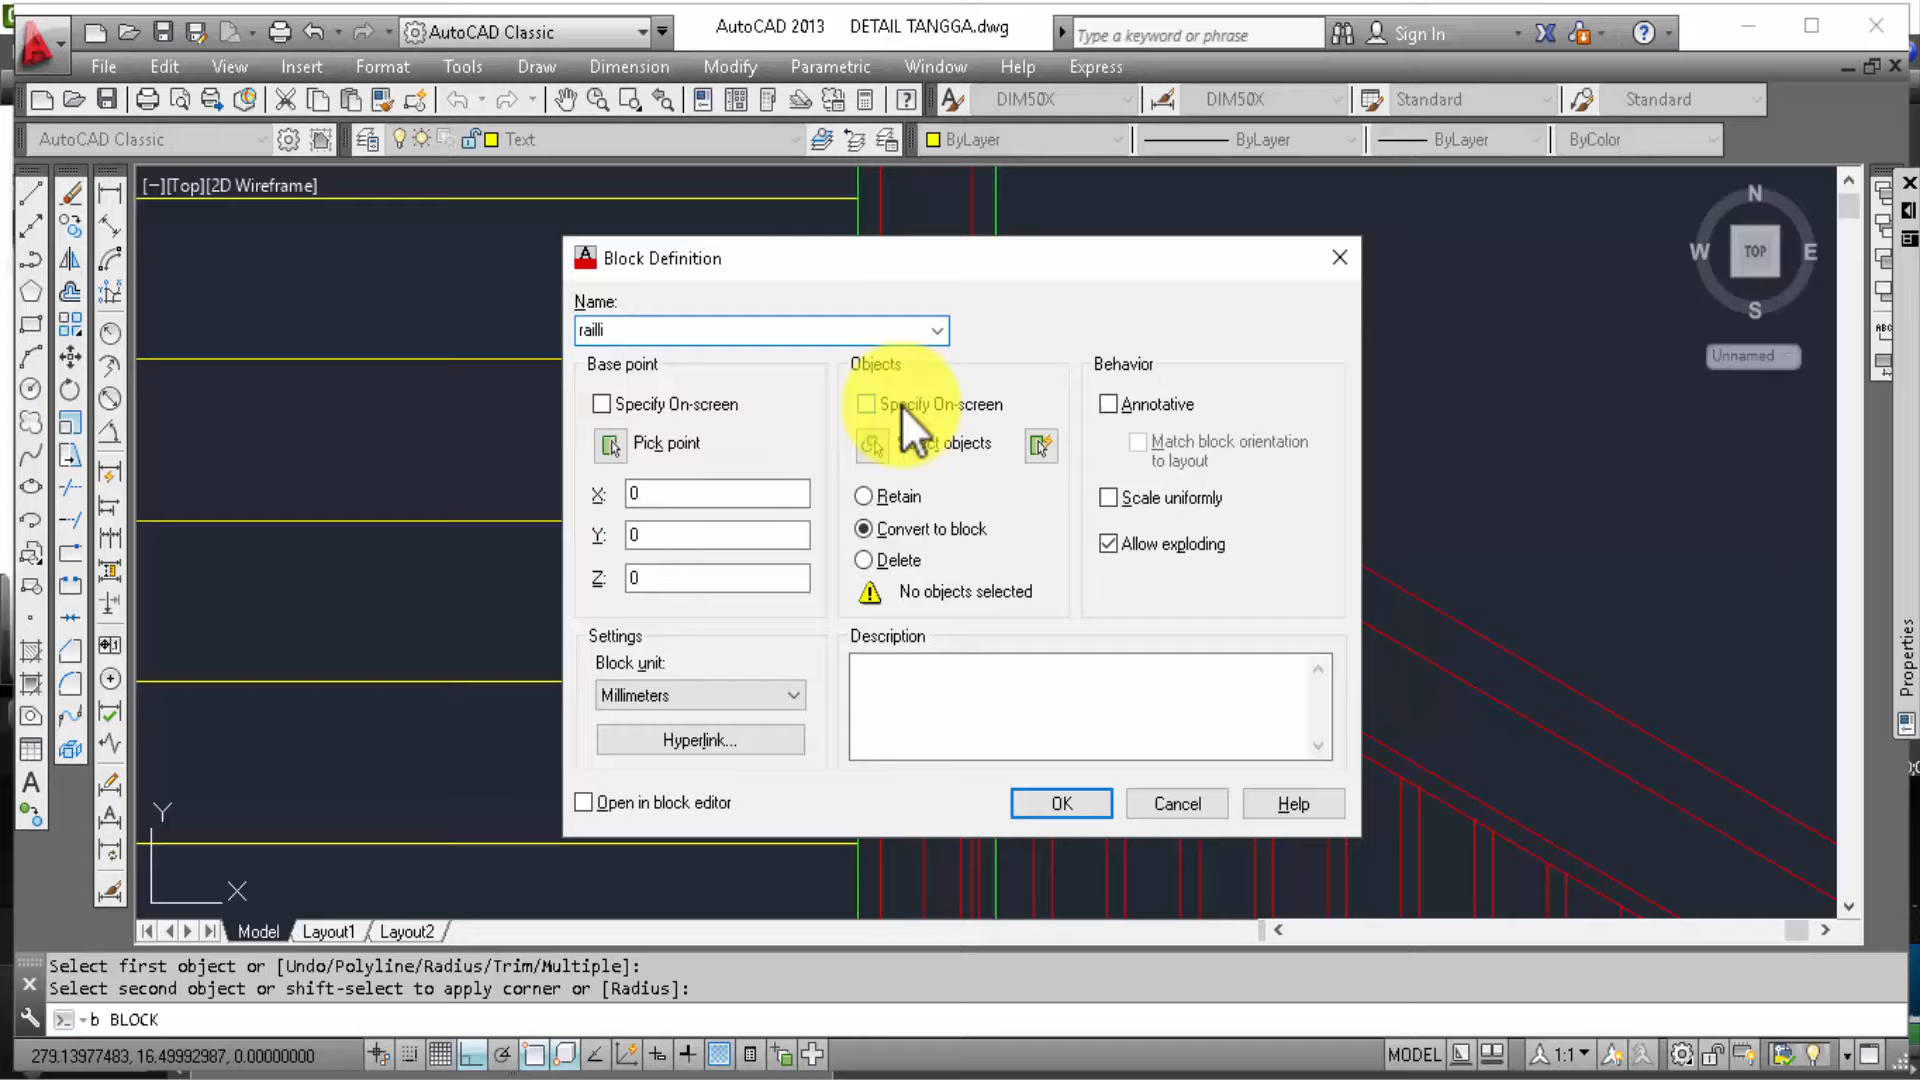 AutoCAD Classic
AutoCAD 2013 DETAIL TANGGA.dwg
Type a keyword or phrase
Sign In
File Edit View Insert Format Tools Draw Dimension Modify Parametric Window Help Express
DIM50X DIM50X Standard Standard
AutoCAD Classic
Text
ByLayer ByLayer ByLayer ByColor
[–][Top][2D Wireframe]
N
W TOP E
S
Unnamed
Block Definition
Name:
railli
Base point
Specify On-screen
Pick point
X: 0
Y: 0
Z: 0
Objects
Specify On-screen
objects
Retain
Convert to block
Delete
No objects selected
Behavior
Annotative
Match block orientation
to layout
Scale uniformly
Allow exploding
Settings
Block unit:
Millimeters
Hyperlink...
Description
Open in block editor
OK Cancel Help
Properties
ABC
A
Y
X
Model Layout1 Layout2
Select first object or [Undo/Polyline/Radius/Trim/Multiple]:
Select second object or shift-select to apply corner or [Radius]:
b BLOCK
279.13977483, 16.49992987, 0.00000000
MODEL
1:1